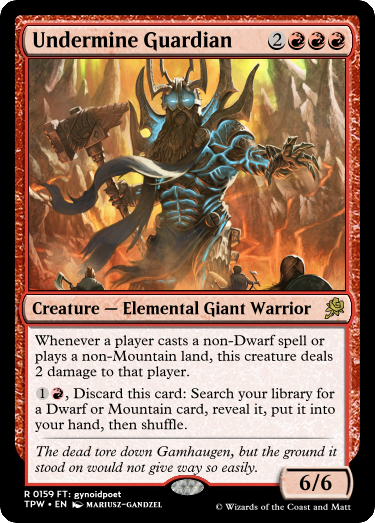 Undermine Guardian 2
Creature — Elemental Giant Warrior
Whenever a player casts a non-Dwarf spell or
plays a non-Mountain land, this creature deals
2 damage to that player.
1, Discard this card: Search your library for
a Dwarf or Mountain card, reveal it, put it into
your hand, then shuffle.
The dead tore down Gamhaugen, but the ground it
stood on would not give way so easily.
6/6
R 0159 FT: gynoidpoet
TPW • EN MARIUSZ-GANDZEL
© Wizards of the Coast and Matt